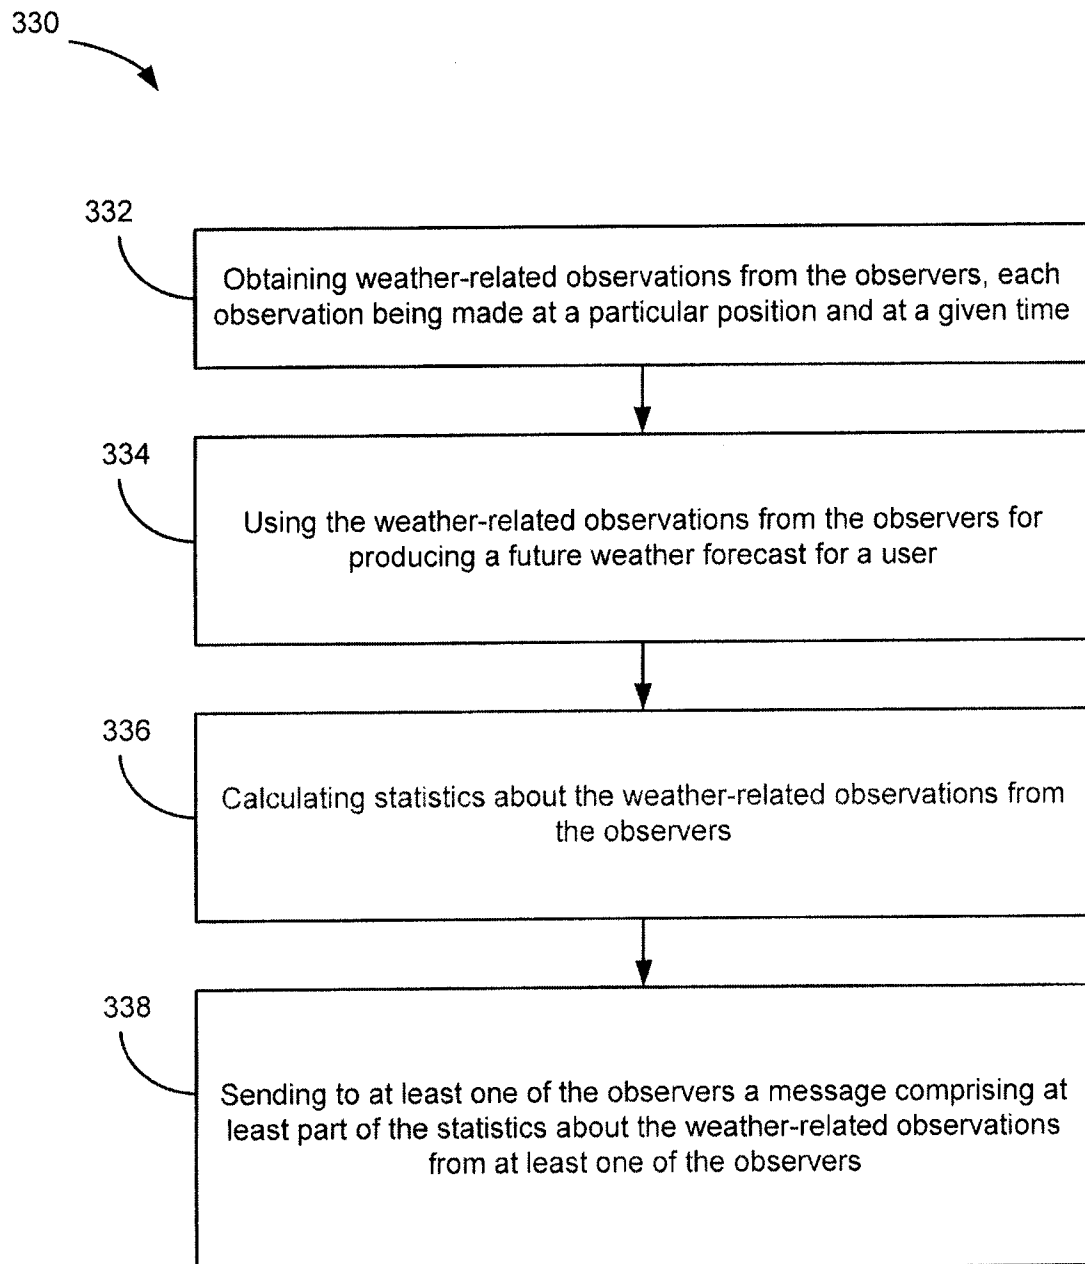 330
332
Obtaining weather-related observations from the observers, each
observation being made at a particular position and at a given time
334
Using the weather-related observations from the observers for
producing a future weather forecast for a user
336
Calculating statistics about the weather-related observations from
the observers
338
Sending to at least one of the observers a message comprising at
least part of the statistics about the weather-related observations
from at least one of the observers